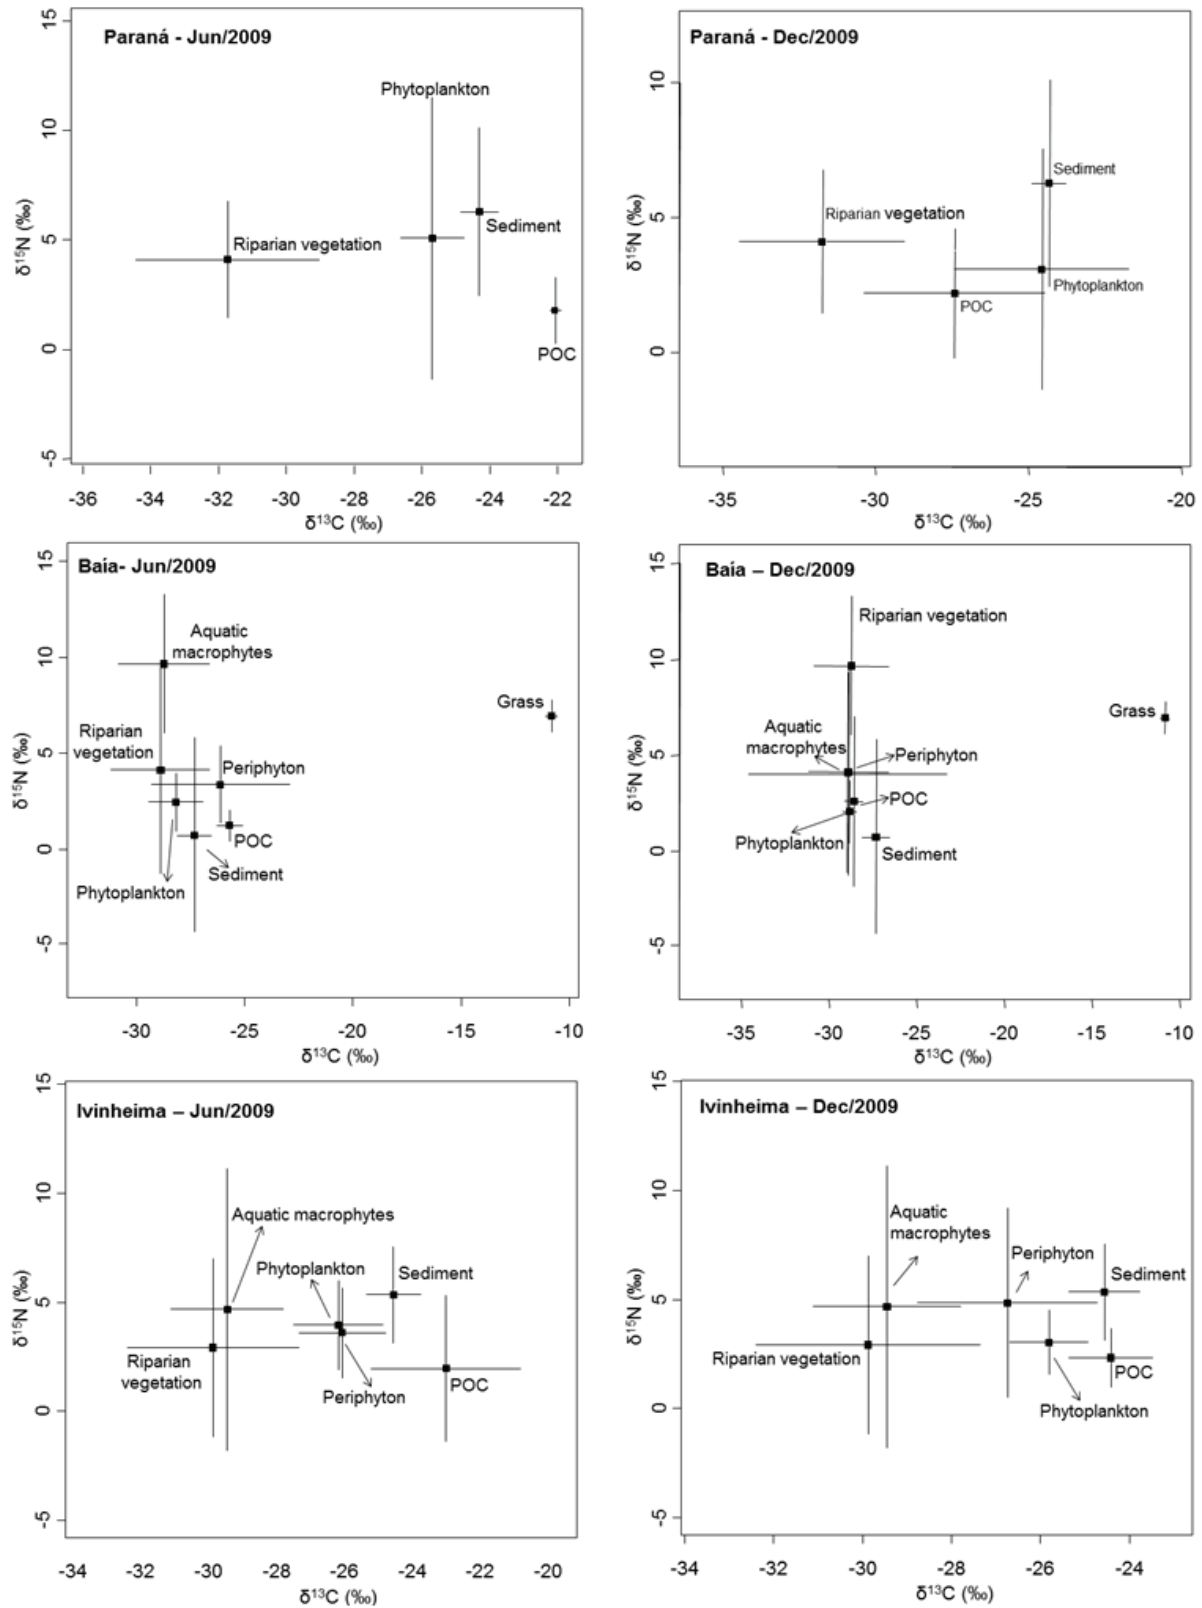 Paraná - Jun/2009
15
10
5
0
-5
δ¹⁵N (‰)
Phytoplankton
Riparian vegetation
Sediment
POC
-36 -34 -32 -30 -28 -26 -24 -22
δ¹³C (‰)
Paraná - Dec/2009
10
5
0
δ¹⁵N (‰)
Sediment
Riparian vegetation
Phytoplankton
POC
-35 -30 -25 -20
δ¹³C (‰)
Baía- Jun/2009
15
10
5
0
-5
δ¹⁵N (‰)
Aquatic
macrophytes
Grass
Riparian
vegetation
Periphyton
POC
Sediment
Phytoplankton
-30 -25 -20 -15 -10
δ¹³C (‰)
Baía – Dec/2009
15
10
5
0
-5
δ¹⁵N (‰)
Riparian vegetation
Grass
Aquatic
macrophytes
Periphyton
POC
Phytoplankton
Sediment
-35 -30 -25 -20 -15 -10
δ¹³C (‰)
Ivinheima – Jun/2009
15
10
5
0
-5
δ¹⁵N (‰)
Aquatic macrophytes
Phytoplankton
Sediment
Riparian
vegetation
POC
Periphyton
-34 -32 -30 -28 -26 -24 -22 -20
δ¹³C (‰)
Ivinheima – Dec/2009
15
10
5
0
-5
δ¹⁵N (‰)
Aquatic
macrophytes
Periphyton
Sediment
Riparian vegetation
POC
Phytoplankton
-34 -32 -30 -28 -26 -24
δ¹³C (‰)